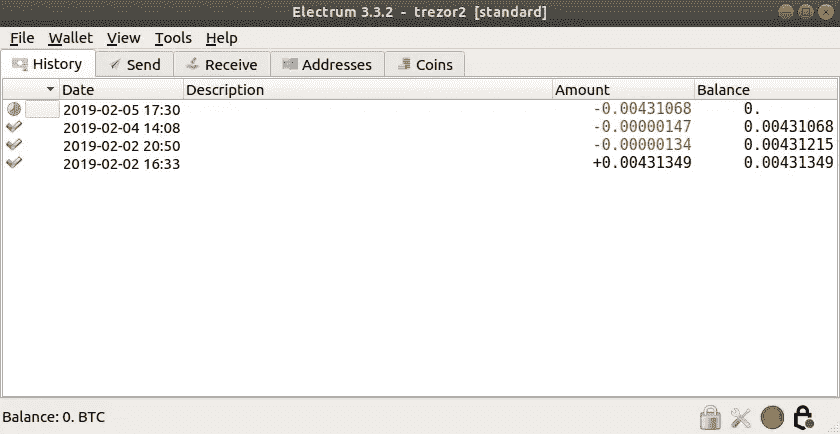 Electrum 3.3.2 - trezor2 [standard]
File Wallet View Tools Help
History Send Receive Addresses Coins
Date Description Amount Balance
2019-02-05 17:30 -0.00431068 0.
2019-02-04 14:08 -0.00000147 0.00431068
2019-02-02 20:50 -0.00000134 0.00431215
2019-02-02 16:33 +0.00431349 0.00431349
Balance: 0. BTC